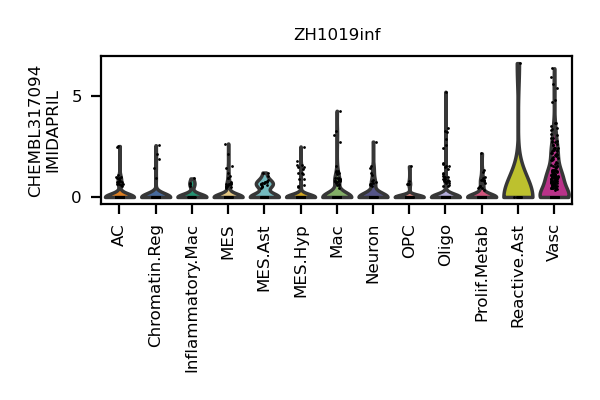 ZH1019inf
CHEMBL317094
IMIDAPRIL
5
0
AC
Chromatin.Reg
Inflammatory.Mac
MES
MES.Ast
MES.Hyp
Mac
Neuron
OPC
Oligo
Prolif.Metab
Reactive.Ast
Vasc